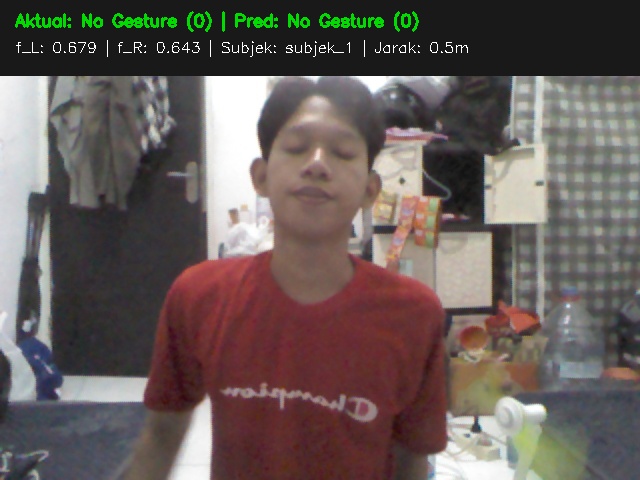 Aktual: No Gesture (0) | Pred: No Gesture (0)
f_L: 0.679 | f_R: 0.643 | Subjek: subjek_1 | Jarak: 0.5m
Champion